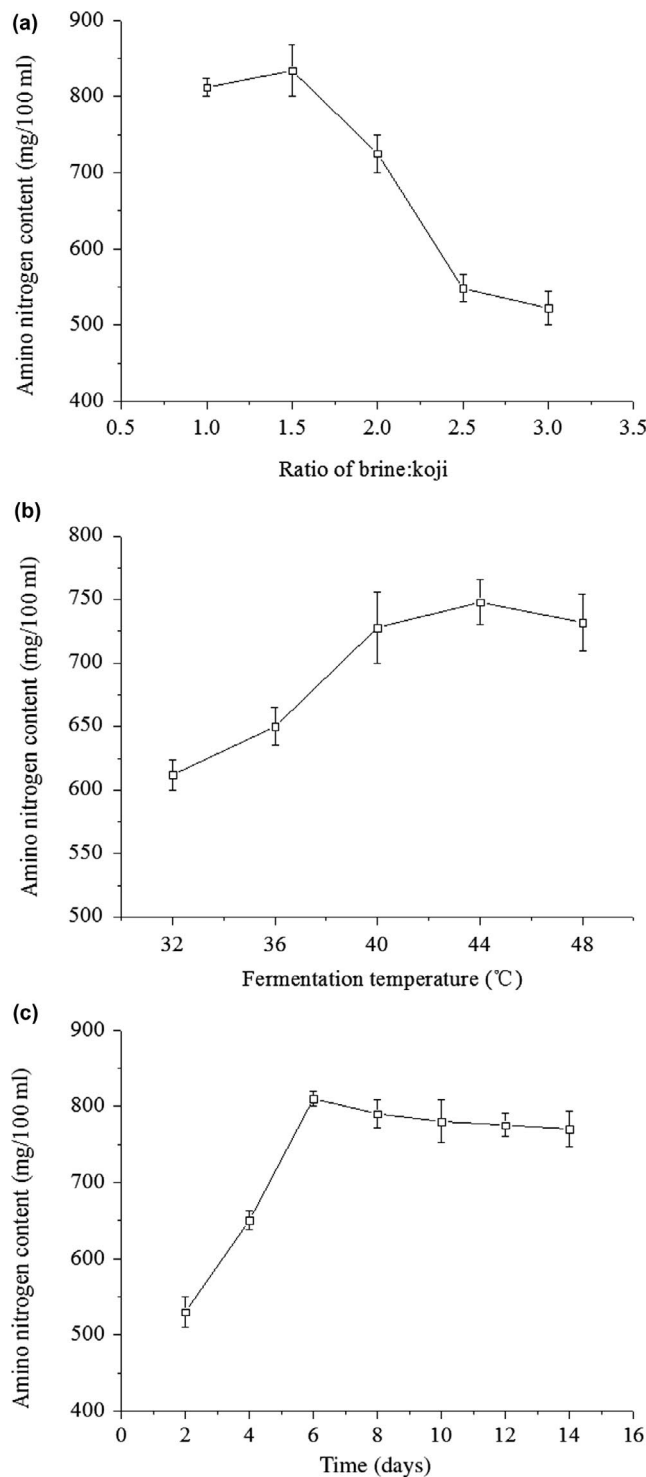 (a)
Amino nitrogen content (mg/100 ml)
900
800
700
600
500
400
0.5 1.0 1.5 2.0 2.5 3.0 3.5
Ratio of brine:koji
(b)
Amino nitrogen content (mg/100 ml)
800
750
700
650
600
550
500
32 36 40 44 48
Fermentation temperature (℃)
(c)
Amino nitrogen content (mg/100 ml)
900
800
700
600
500
400
0 2 4 6 8 10 12 14 16
Time (days)